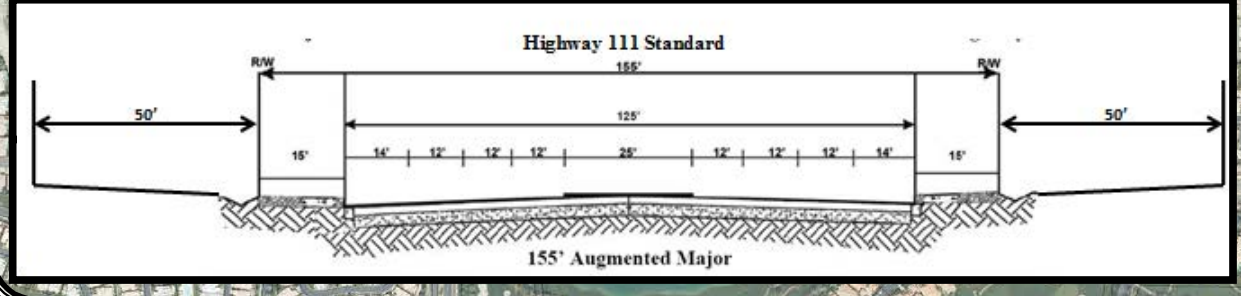 Highway 111 Standard
R/W 155' R/W
50' 125' 50'
15' 14' 12' 12' 12' 25' 12' 12' 12' 14' 15'
155' Augmented Major